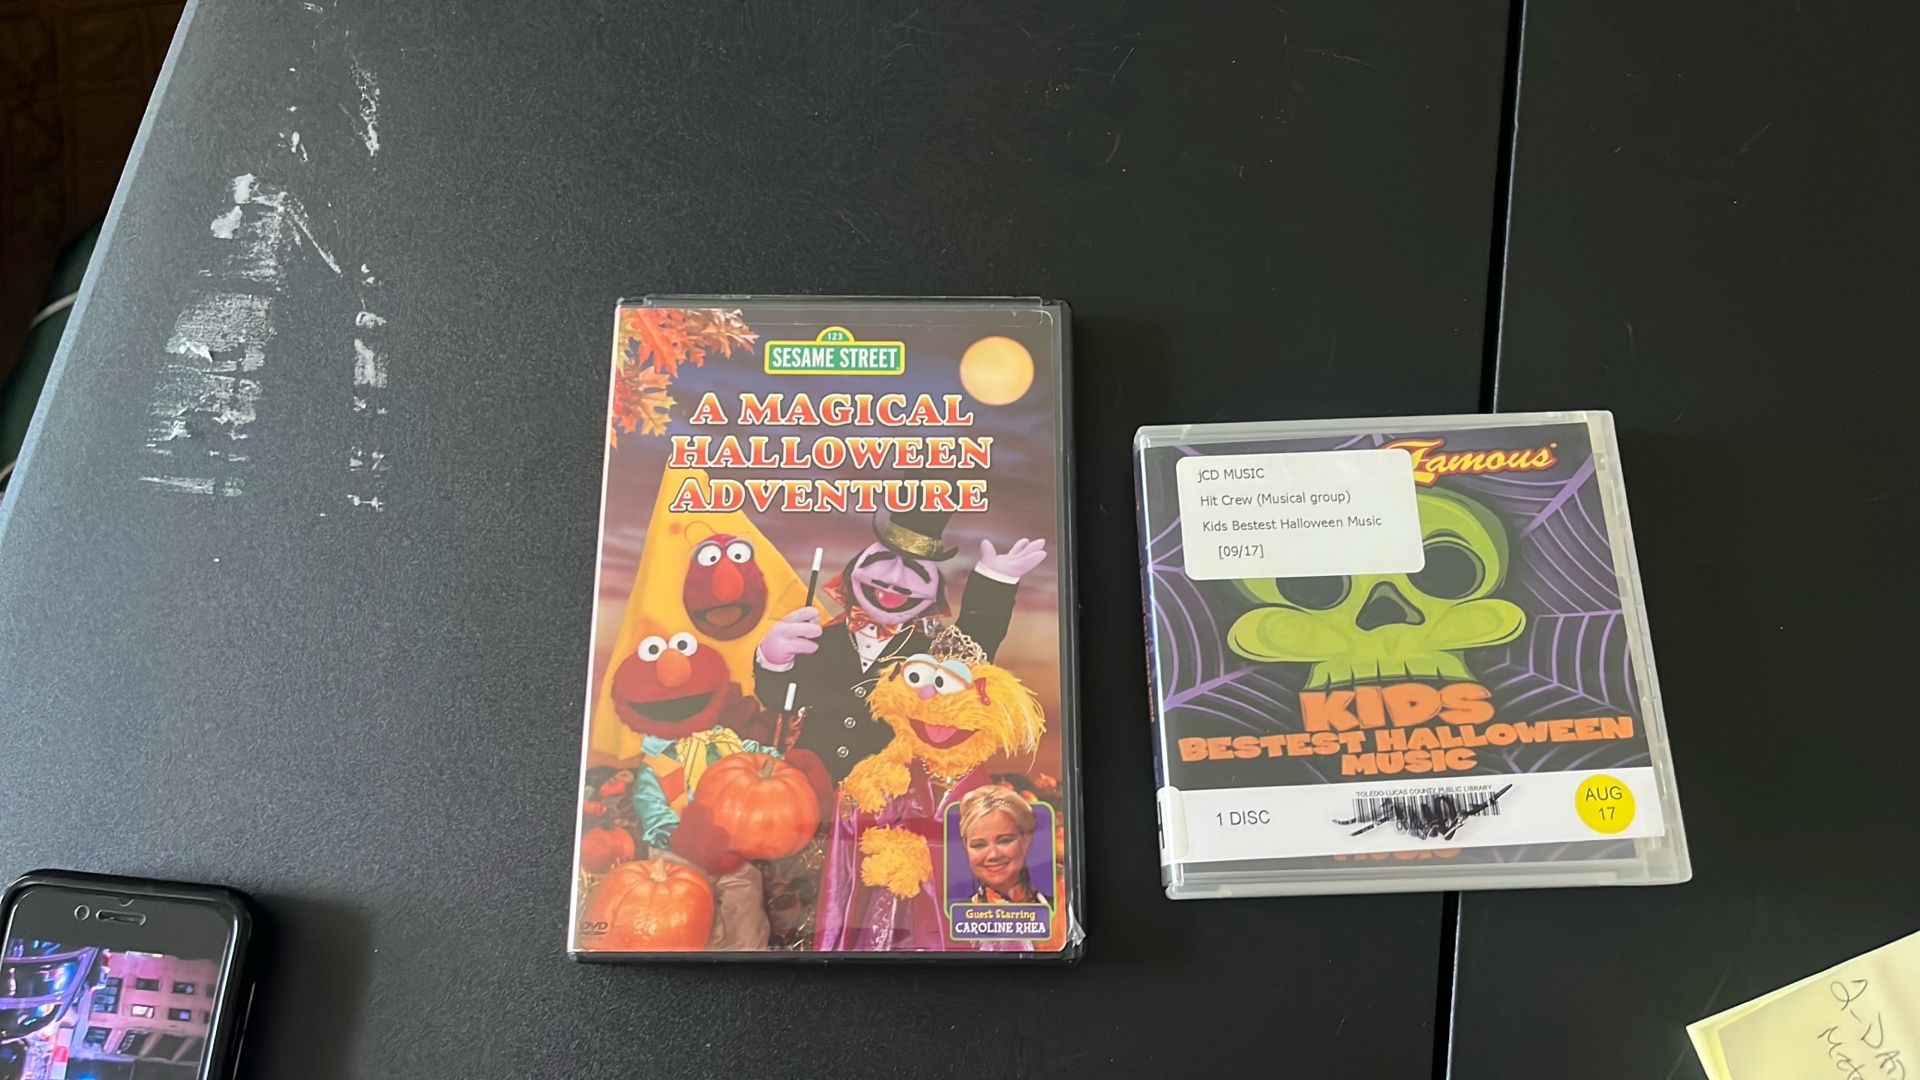 123
SESAME STREET
A MAGICAL
HALLOWEEN
ADVENTURE
DVD
Guest Starring
CAROLINE RHEA
Famous
jCD MUSIC
Hit Crew (Musical group)
Kids Bestest Halloween Music
[09/17]
KIDS
BESTEST HALLOWEEN
MUSIC
TOLEDO-LUCAS COUNTY PUBLIC LIBRARY
1 DISC
AUG
17
MUSIC